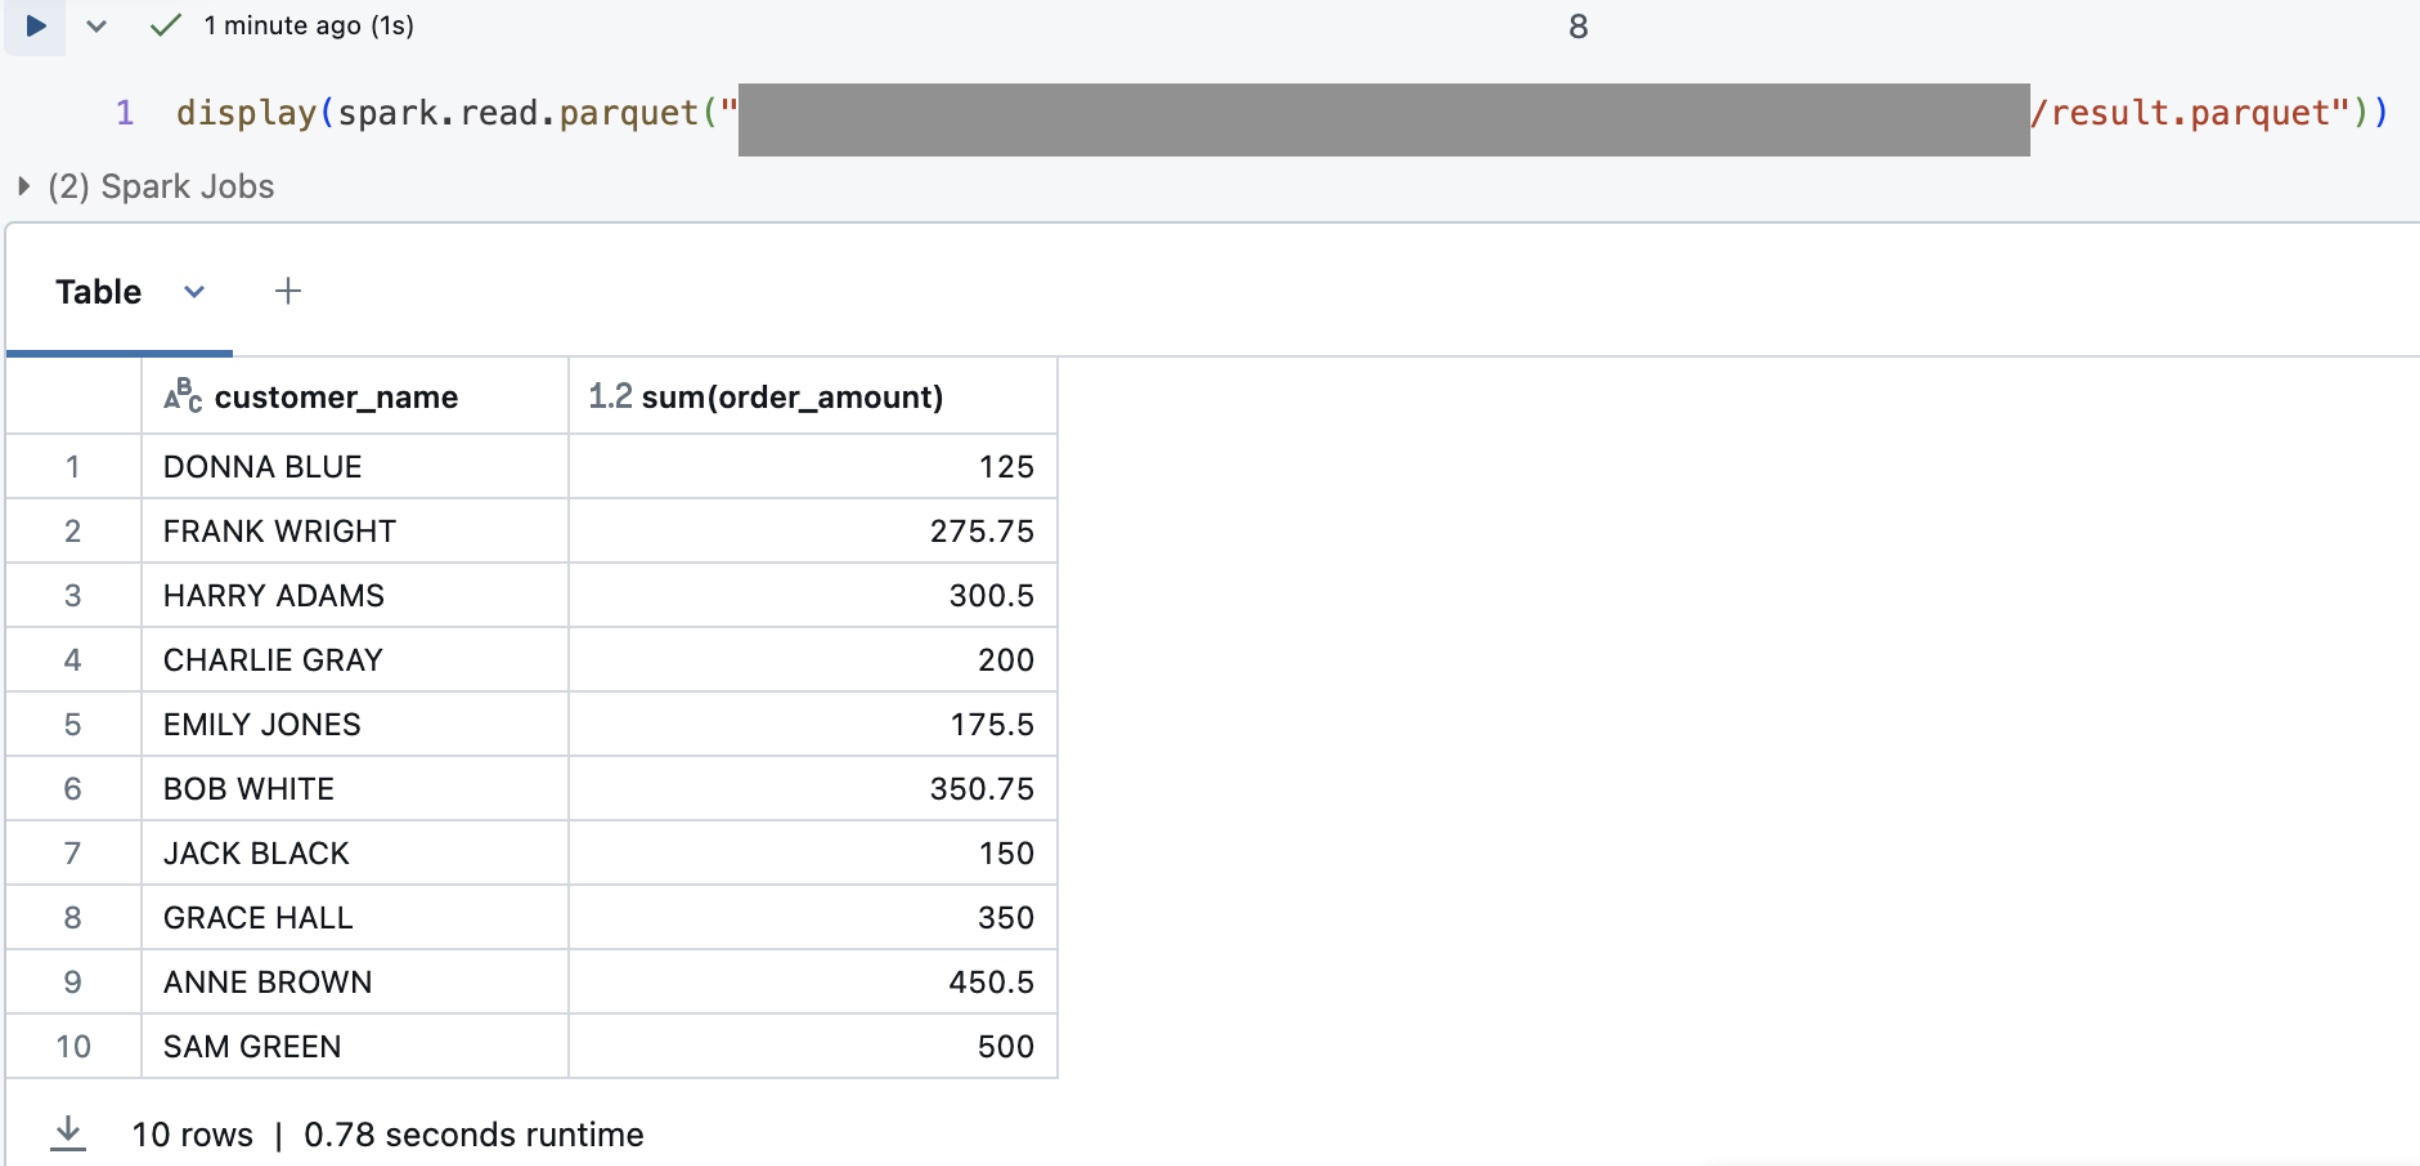 1 minute ago (1s) 8
1 display(spark.read.parquet(" /result.parquet"))
(2) Spark Jobs
Table
ABC customer_name 1.2 sum(order_amount)
1 DONNA BLUE 125
2 FRANK WRIGHT 275.75
3 HARRY ADAMS 300.5
4 CHARLIE GRAY 200
5 EMILY JONES 175.5
6 BOB WHITE 350.75
7 JACK BLACK 150
8 GRACE HALL 350
9 ANNE BROWN 450.5
10 SAM GREEN 500
10 rows | 0.78 seconds runtime